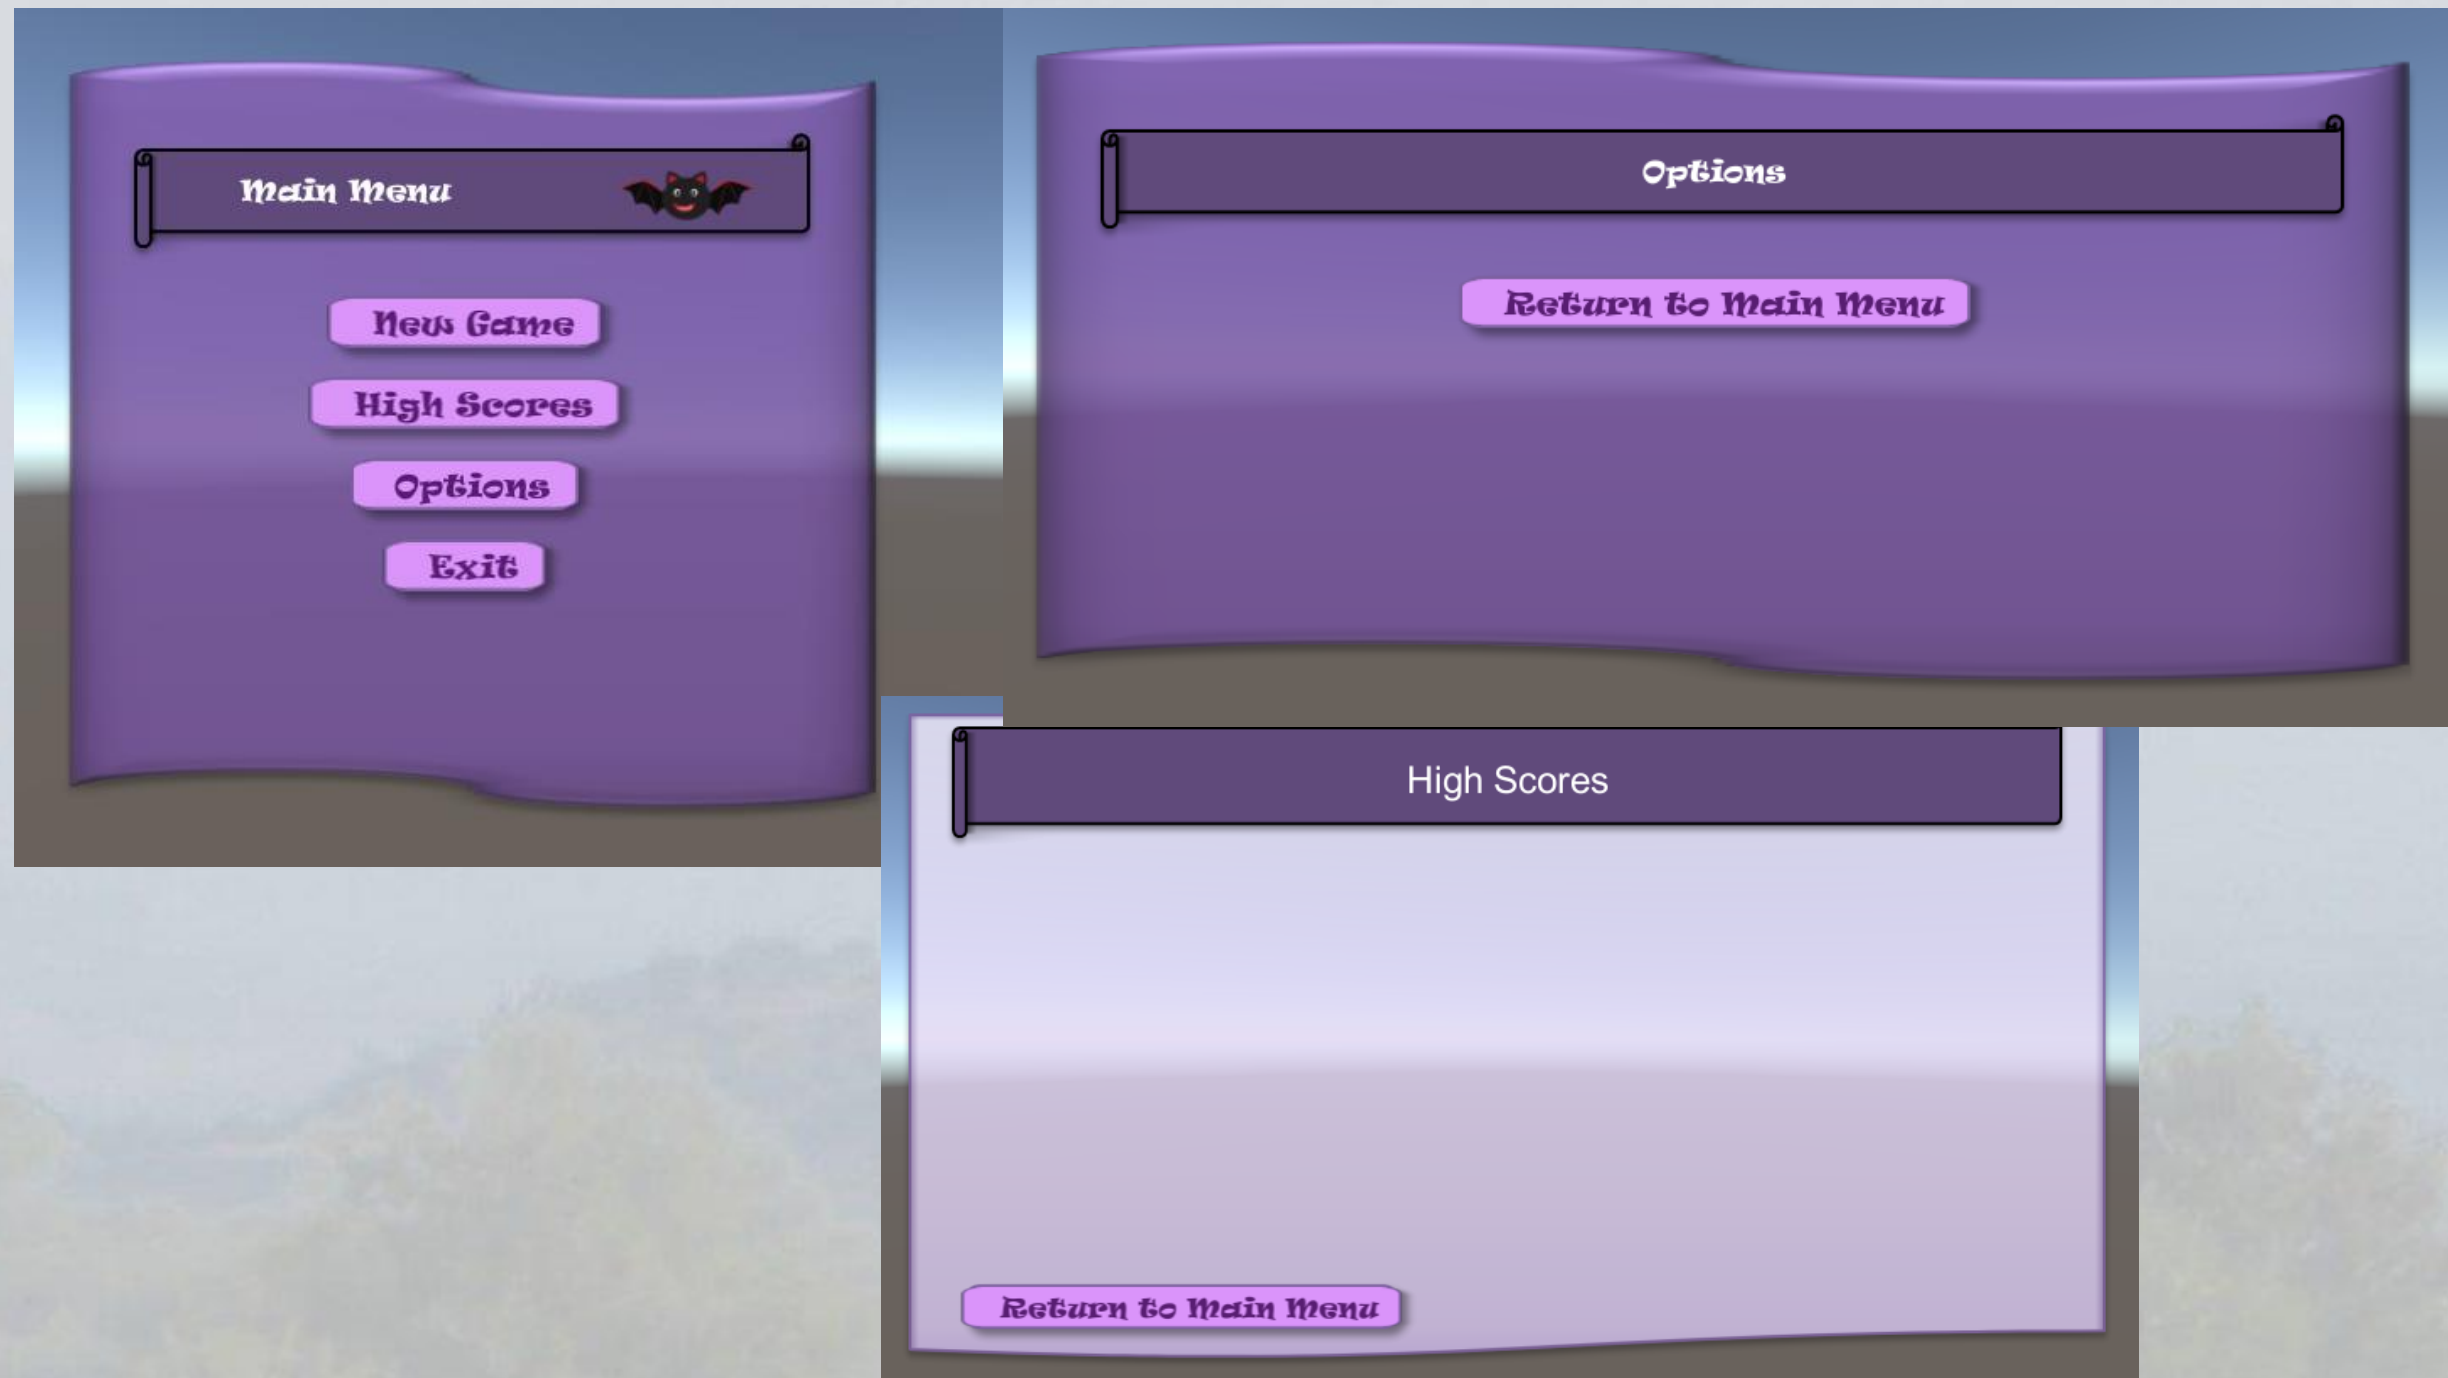 Main Menu
New Game
High Scores
Options
Exit
Options
Return to Main Menu
High Scores
Return to Main Menu